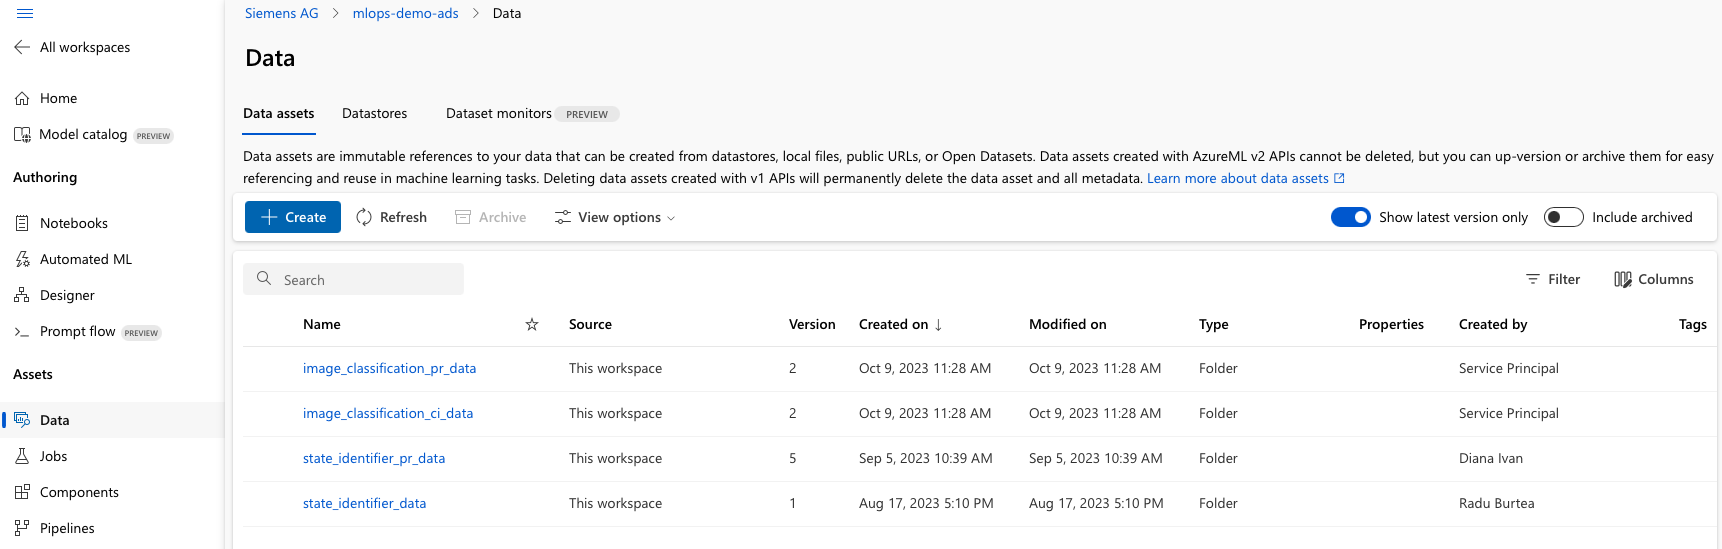 Siemens AG > mlops-demo-ads > Data
All workspaces
Data
Home
Model catalog PREVIEW
Authoring
Notebooks
Automated ML
Designer
Prompt flow PREVIEW
Assets
Data
Jobs
Components
Pipelines
Data assets Datastores Dataset monitors PREVIEW
Data assets are immutable references to your data that can be created from datastores, local files, public URLs, or Open Datasets. Data assets created with AzureML v2 APIs cannot be deleted, but you can up-version or archive them for easy
referencing and reuse in machine learning tasks. Deleting data assets created with v1 APIs will permanently delete the data asset and all metadata. Learn more about data assets
Create Refresh Archive View options Show latest version only Include archived
Search Filter Columns
Name Source Version Created on ↓ Modified on Type Properties Created by Tags
image_classification_pr_data This workspace 2 Oct 9, 2023 11:28 AM Oct 9, 2023 11:28 AM Folder Service Principal
image_classification_ci_data This workspace 2 Oct 9, 2023 11:28 AM Oct 9, 2023 11:28 AM Folder Service Principal
state_identifier_pr_data This workspace 5 Sep 5, 2023 10:39 AM Sep 5, 2023 10:39 AM Folder Diana Ivan
state_identifier_data This workspace 1 Aug 17, 2023 5:10 PM Aug 17, 2023 5:10 PM Folder Radu Burtea